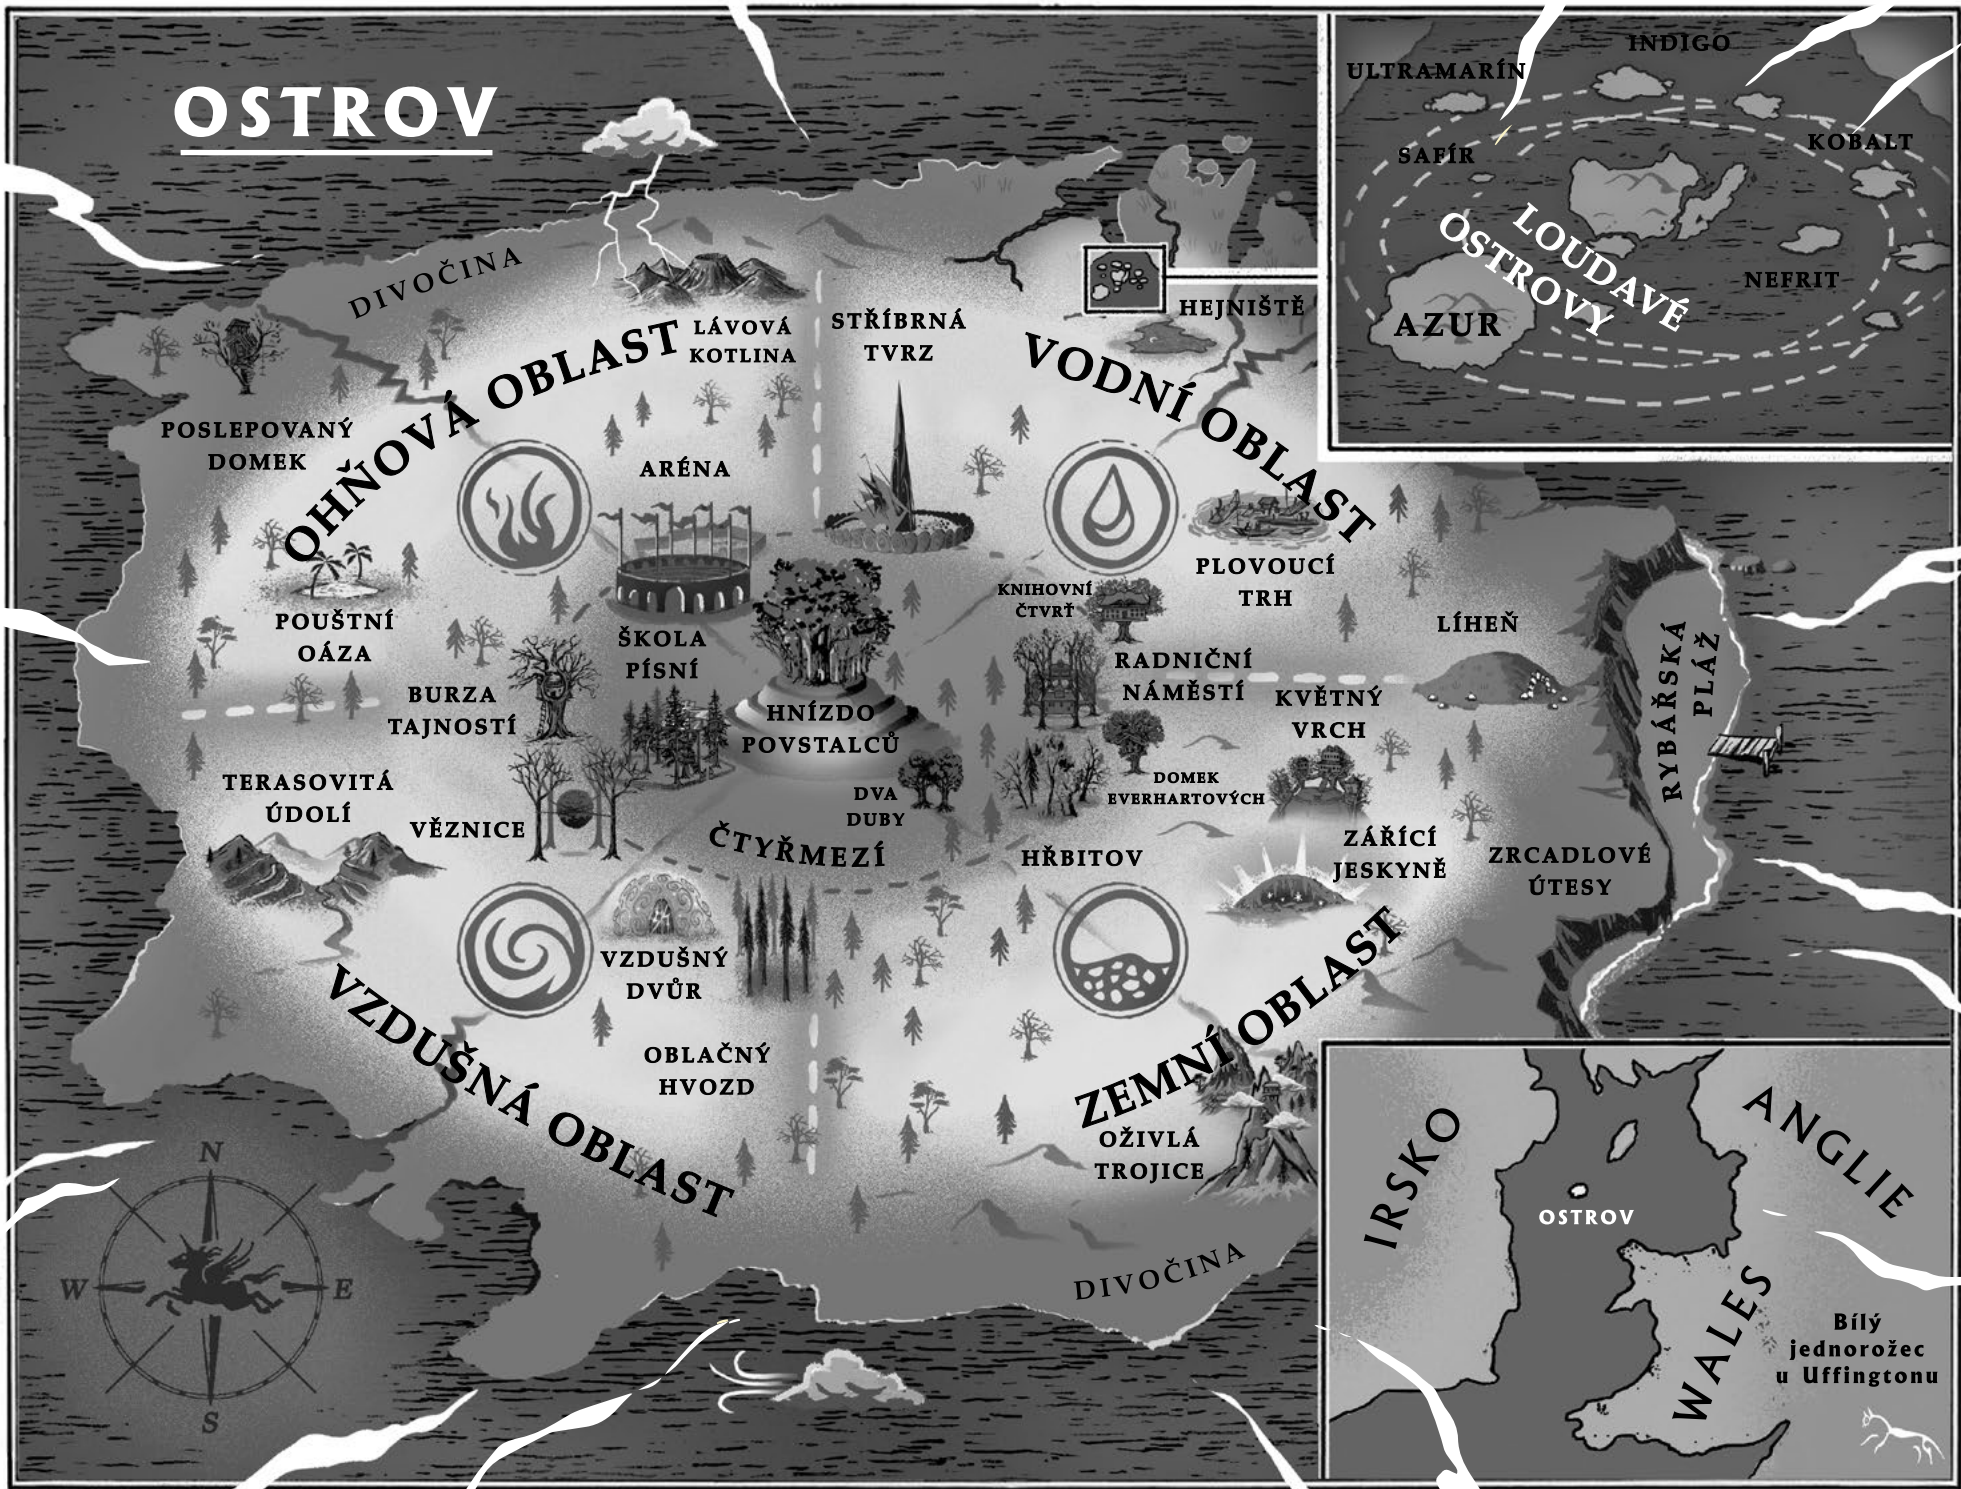 OSTROV
INDIGO
ULTRAMARÍN
KOBALT
SAFÍR
LOUDAVÉ
OSTROVY
NEFRIT
AZUR
DIVOČINA
HEJNIŠTĚ
LÁVOVÁ
KOTLINA
STŘÍBRNÁ
TVRZ
OHŇOVÁ OBLAST
VODNÍ OBLAST
POSLEPOVANÝ
DOMEK
ARÉNA
PLOVOUCÍ
TRH
KNIHOVNÍ
ČTVRŤ
POUŠTNÍ
OÁZA
ŠKOLA
PÍSNÍ
LÍHEŇ
RYBÁŘSKÁ
PLÁŽ
RADNIČNÍ
NÁMĚSTÍ
BURZA
TAJNOSTÍ
KVĚTNÝ
VRCH
HNÍZDO
POVSTALCŮ
TERASOVITÁ
ÚDOLÍ
DOMEK
EVERHARTOVÝCH
DVA
DUBY
VĚZNICE
ČTYŘMEZÍ
HŘBITOV
ZÁŘÍCÍ
JESKYNĚ
ZRCADLOVÉ
ÚTESY
VZDUŠNÝ
DVŮR
VZDUŠNÁ OBLAST
ZEMNÍ OBLAST
OBLAČNÝ
HVOZD
OŽIVLÁ
TROJICE
DIVOČINA
N
W
E
S
IRSKO
ANGLIE
OSTROV
WALES
Bílý
jednorožec
u Uffingtonu